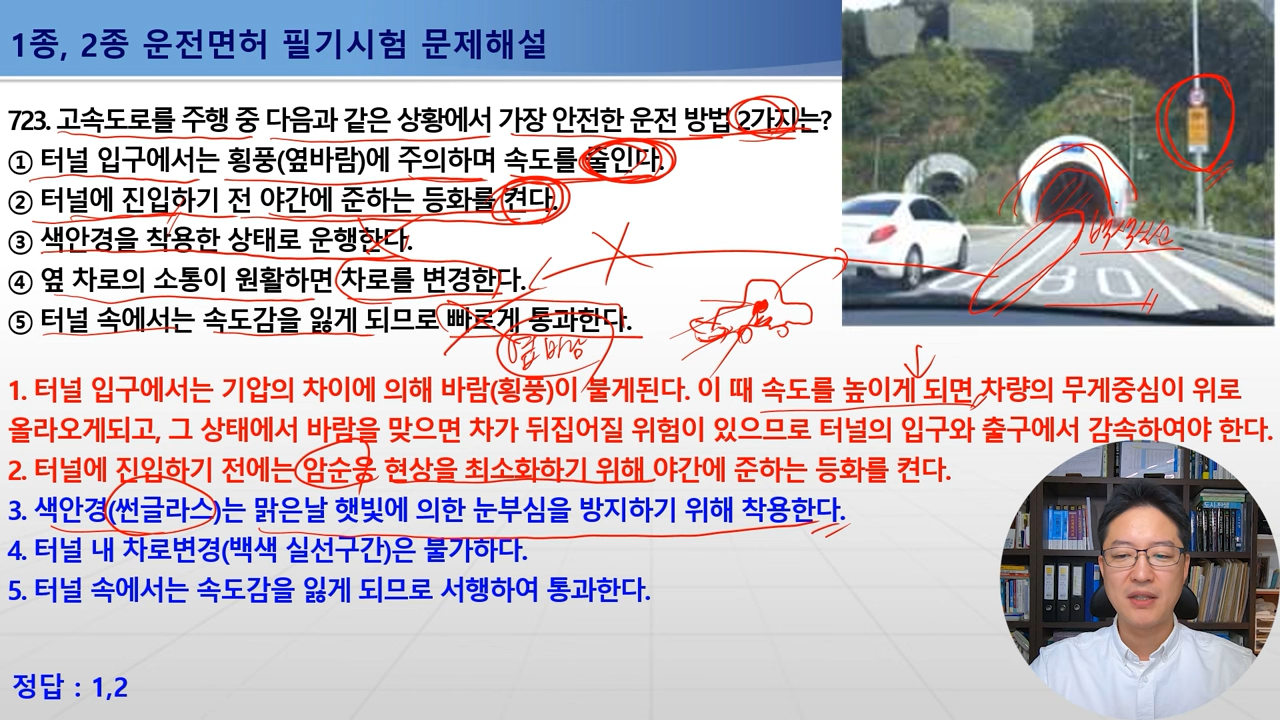 1종, 2종 운전면허 필기시험 문제해설
723. 고속도로를 주행 중 다음과 같은 상황에서 가장 안전한 운전 방법 2가지는?
① 터널 입구에서는 횡풍(옆바람)에 주의하며 속도를 줄인다.
② 터널에 진입하기 전 야간에 준하는 등화를 켠다.
③ 색안경을 착용한 상태로 운행한다.
④ 옆 차로의 소통이 원활하면 차로를 변경한다.
⑤ 터널 속에서는 속도감을 잃게 되므로 빠르게 통과한다.
백색실선
옆바람
1. 터널 입구에서는 기압의 차이에 의해 바람(횡풍)이 불게된다. 이 때 속도를 높이게 되면 차량의 무게중심이 위로
올라오게되고, 그 상태에서 바람을 맞으면 차가 뒤집어질 위험이 있으므로 터널의 입구와 출구에서 감속하여야 한다.
2. 터널에 진입하기 전에는 암순응 현상을 최소화하기 위해 야간에 준하는 등화를 켠다.
3. 색안경(썬글라스)는 맑은날 햇빛에 의한 눈부심을 방지하기 위해 착용한다.
4. 터널 내 차로변경(백색 실선구간)은 불가하다.
5. 터널 속에서는 속도감을 잃게 되므로 서행하여 통과한다.
정답 : 1,2